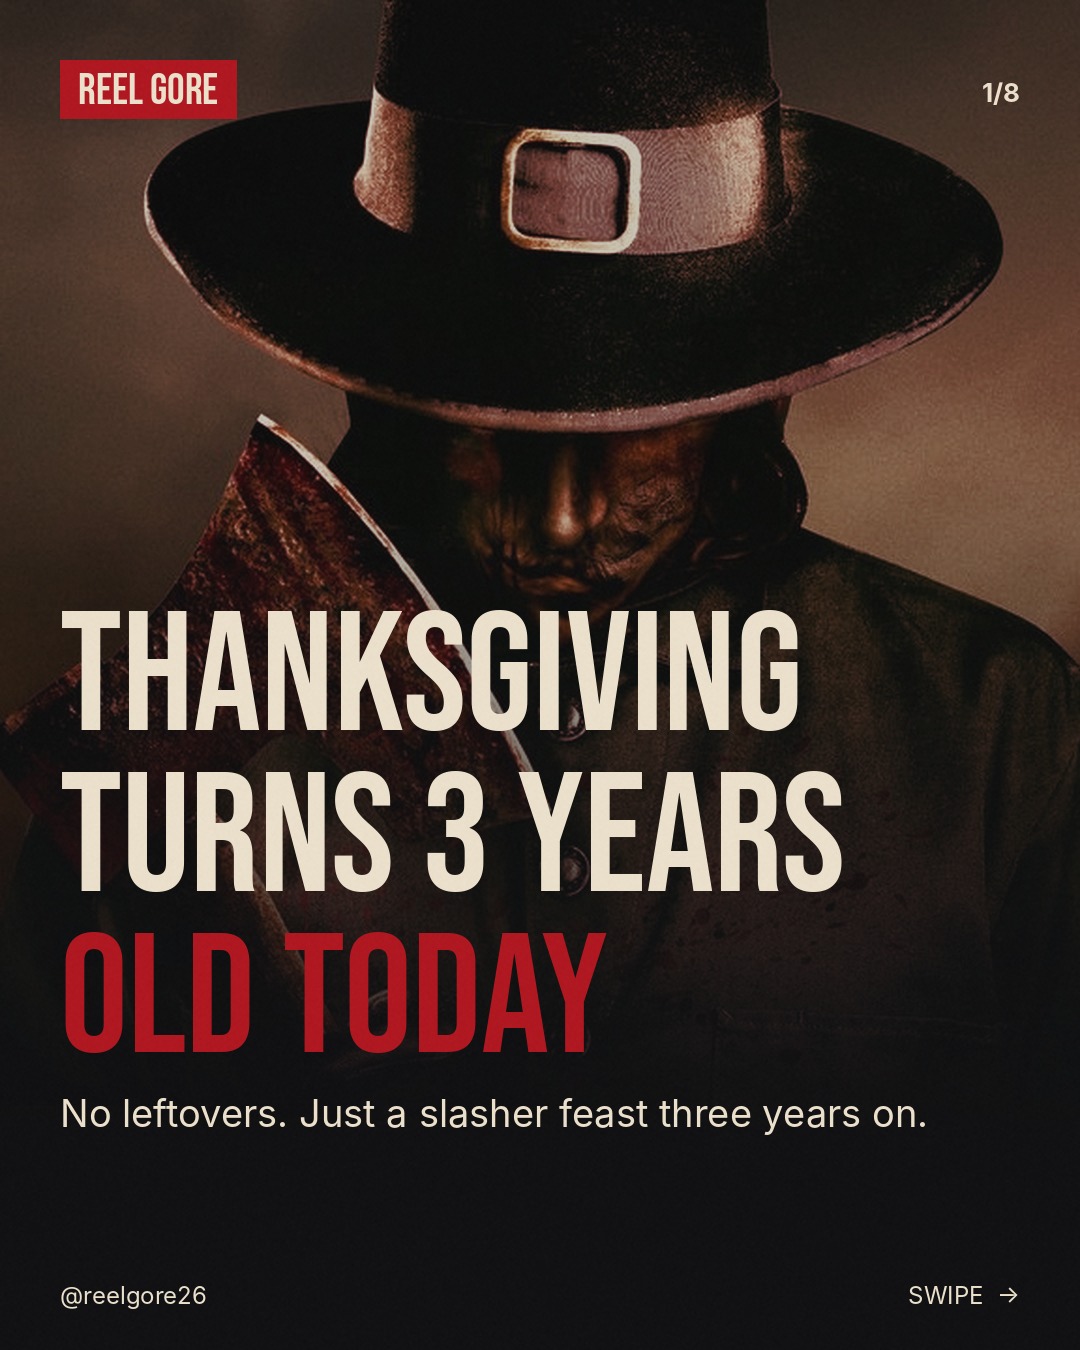 REEL GORE
1/8
THANKSGIVING
TURNS 3 YEARS
OLD TODAY
No leftovers. Just a slasher feast three years on.
@reelgore26
SWIPE →